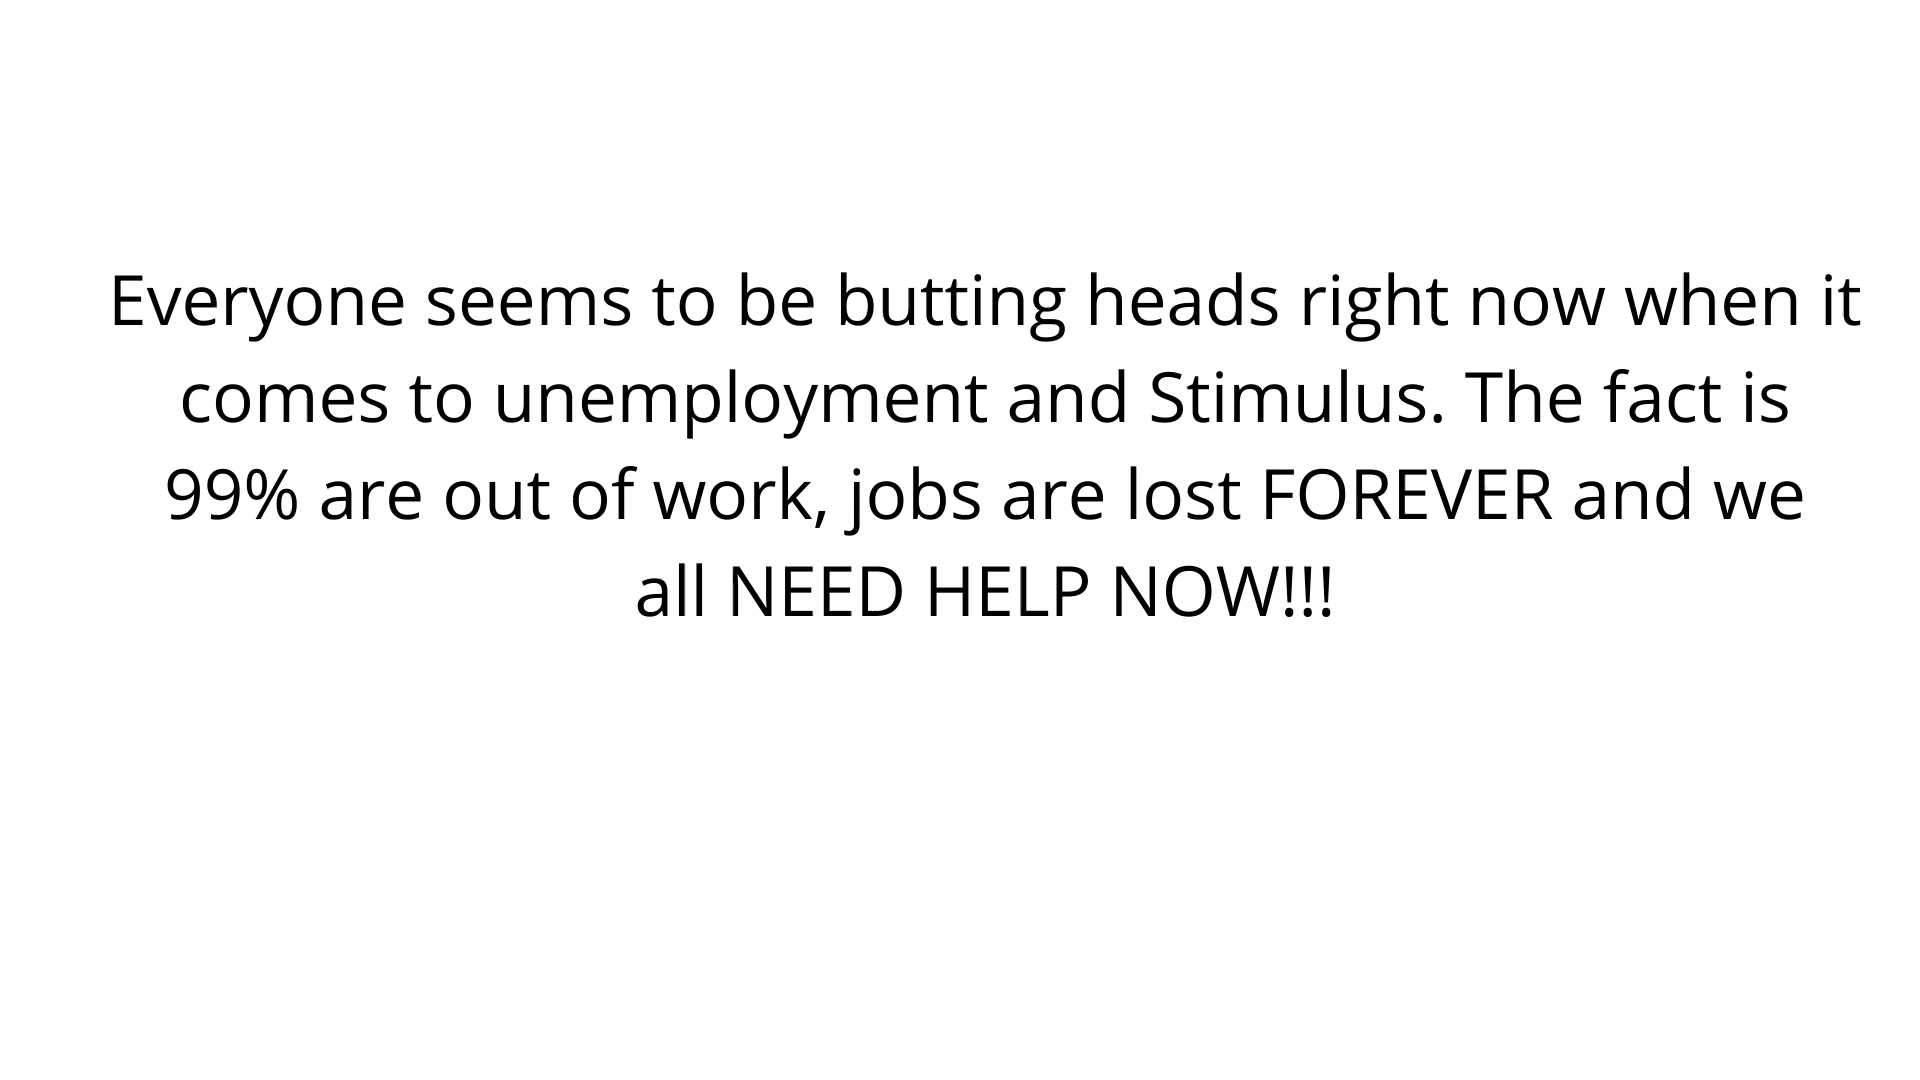 Everyone seems to be butting heads right now when it
comes to unemployment and Stimulus. The fact is
99% are out of work, jobs are lost FOREVER and we
all NEED HELP NOW!!!